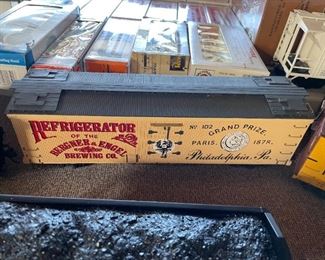 REFRIGERATOR
OF THE
BERGNER & ENGEL
BREWING CO.
No 102
GRAND PRIZE
PARIS, 1878.
Philadelphia, Pa.